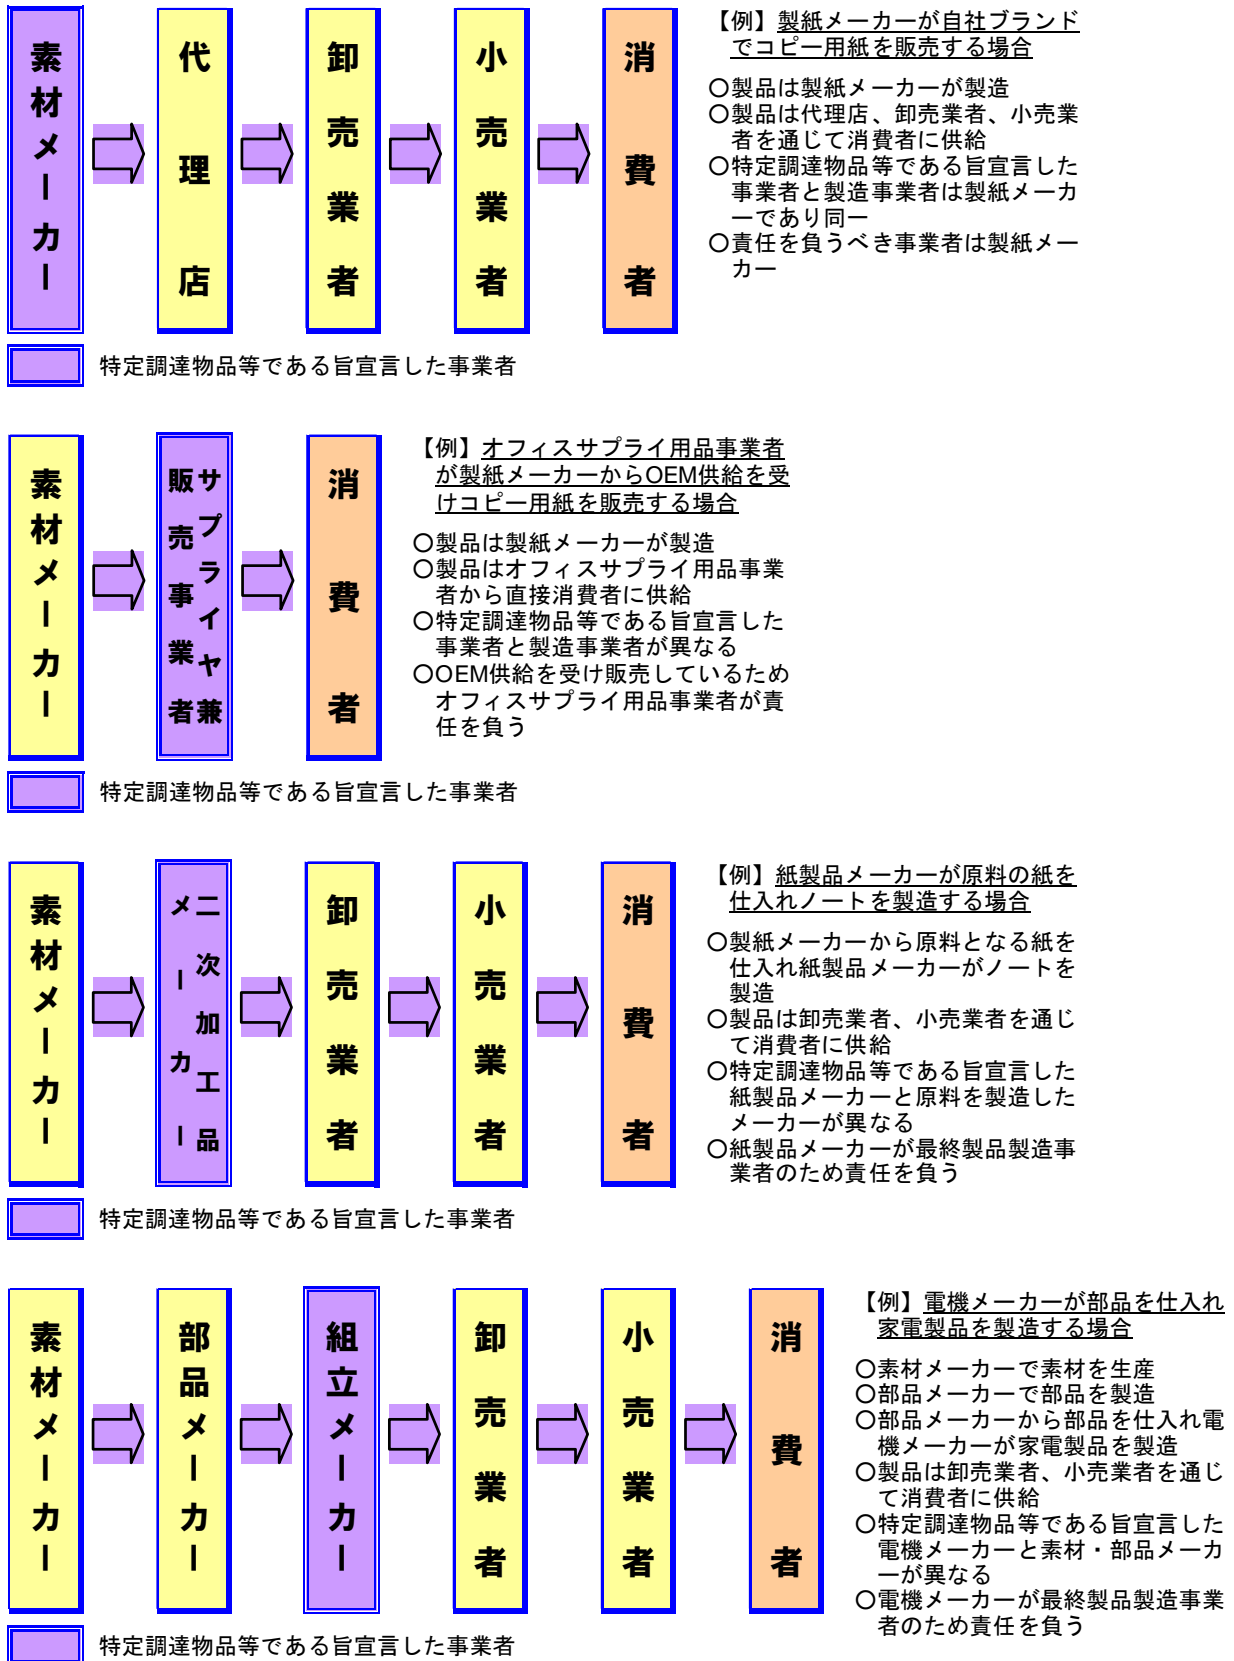 素材メーカー
代理店
卸売業者
小売業者
消費者
【例】製紙メーカーが自社ブランド
でコピー用紙を販売する場合
〇製品は製紙メーカーが製造
〇製品は代理店、卸売業者、小売業
者を通じて消費者に供給
〇特定調達物品等である旨宣言した
事業者と製造事業者は製紙メーカ
ーであり同一
〇責任を負うべき事業者は製紙メー
カー
特定調達物品等である旨宣言した事業者
素材メーカー
サプライヤ兼
販売事業者
消費者
【例】オフィスサプライ用品事業者
が製紙メーカーからOEM供給を受
けコピー用紙を販売する場合
〇製品は製紙メーカーが製造
〇製品はオフィスサプライ用品事業
者から直接消費者に供給
〇特定調達物品等である旨宣言した
事業者と製造事業者が異なる
〇OEM供給を受け販売しているため
オフィスサプライ用品事業者が責
任を負う
特定調達物品等である旨宣言した事業者
素材メーカー
二次加工品
メーカー
卸売業者
小売業者
消費者
【例】紙製品メーカーが原料の紙を
仕入れノートを製造する場合
〇製紙メーカーから原料となる紙を
仕入れ紙製品メーカーがノートを
製造
〇製品は卸売業者、小売業者を通じ
て消費者に供給
〇特定調達物品等である旨宣言した
紙製品メーカーと原料を製造した
メーカーが異なる
〇紙製品メーカーが最終製品製造事
業者のため責任を負う
特定調達物品等である旨宣言した事業者
素材メーカー
部品メーカー
組立メーカー
卸売業者
小売業者
消費者
【例】電機メーカーが部品を仕入れ
家電製品を製造する場合
〇素材メーカーで素材を生産
〇部品メーカーで部品を製造
〇部品メーカーから部品を仕入れ電
機メーカーが家電製品を製造
〇製品は卸売業者、小売業者を通じ
て消費者に供給
〇特定調達物品等である旨宣言した
電機メーカーと素材・部品メーカ
ーが異なる
〇電機メーカーが最終製品製造事業
者のため責任を負う
特定調達物品等である旨宣言した事業者